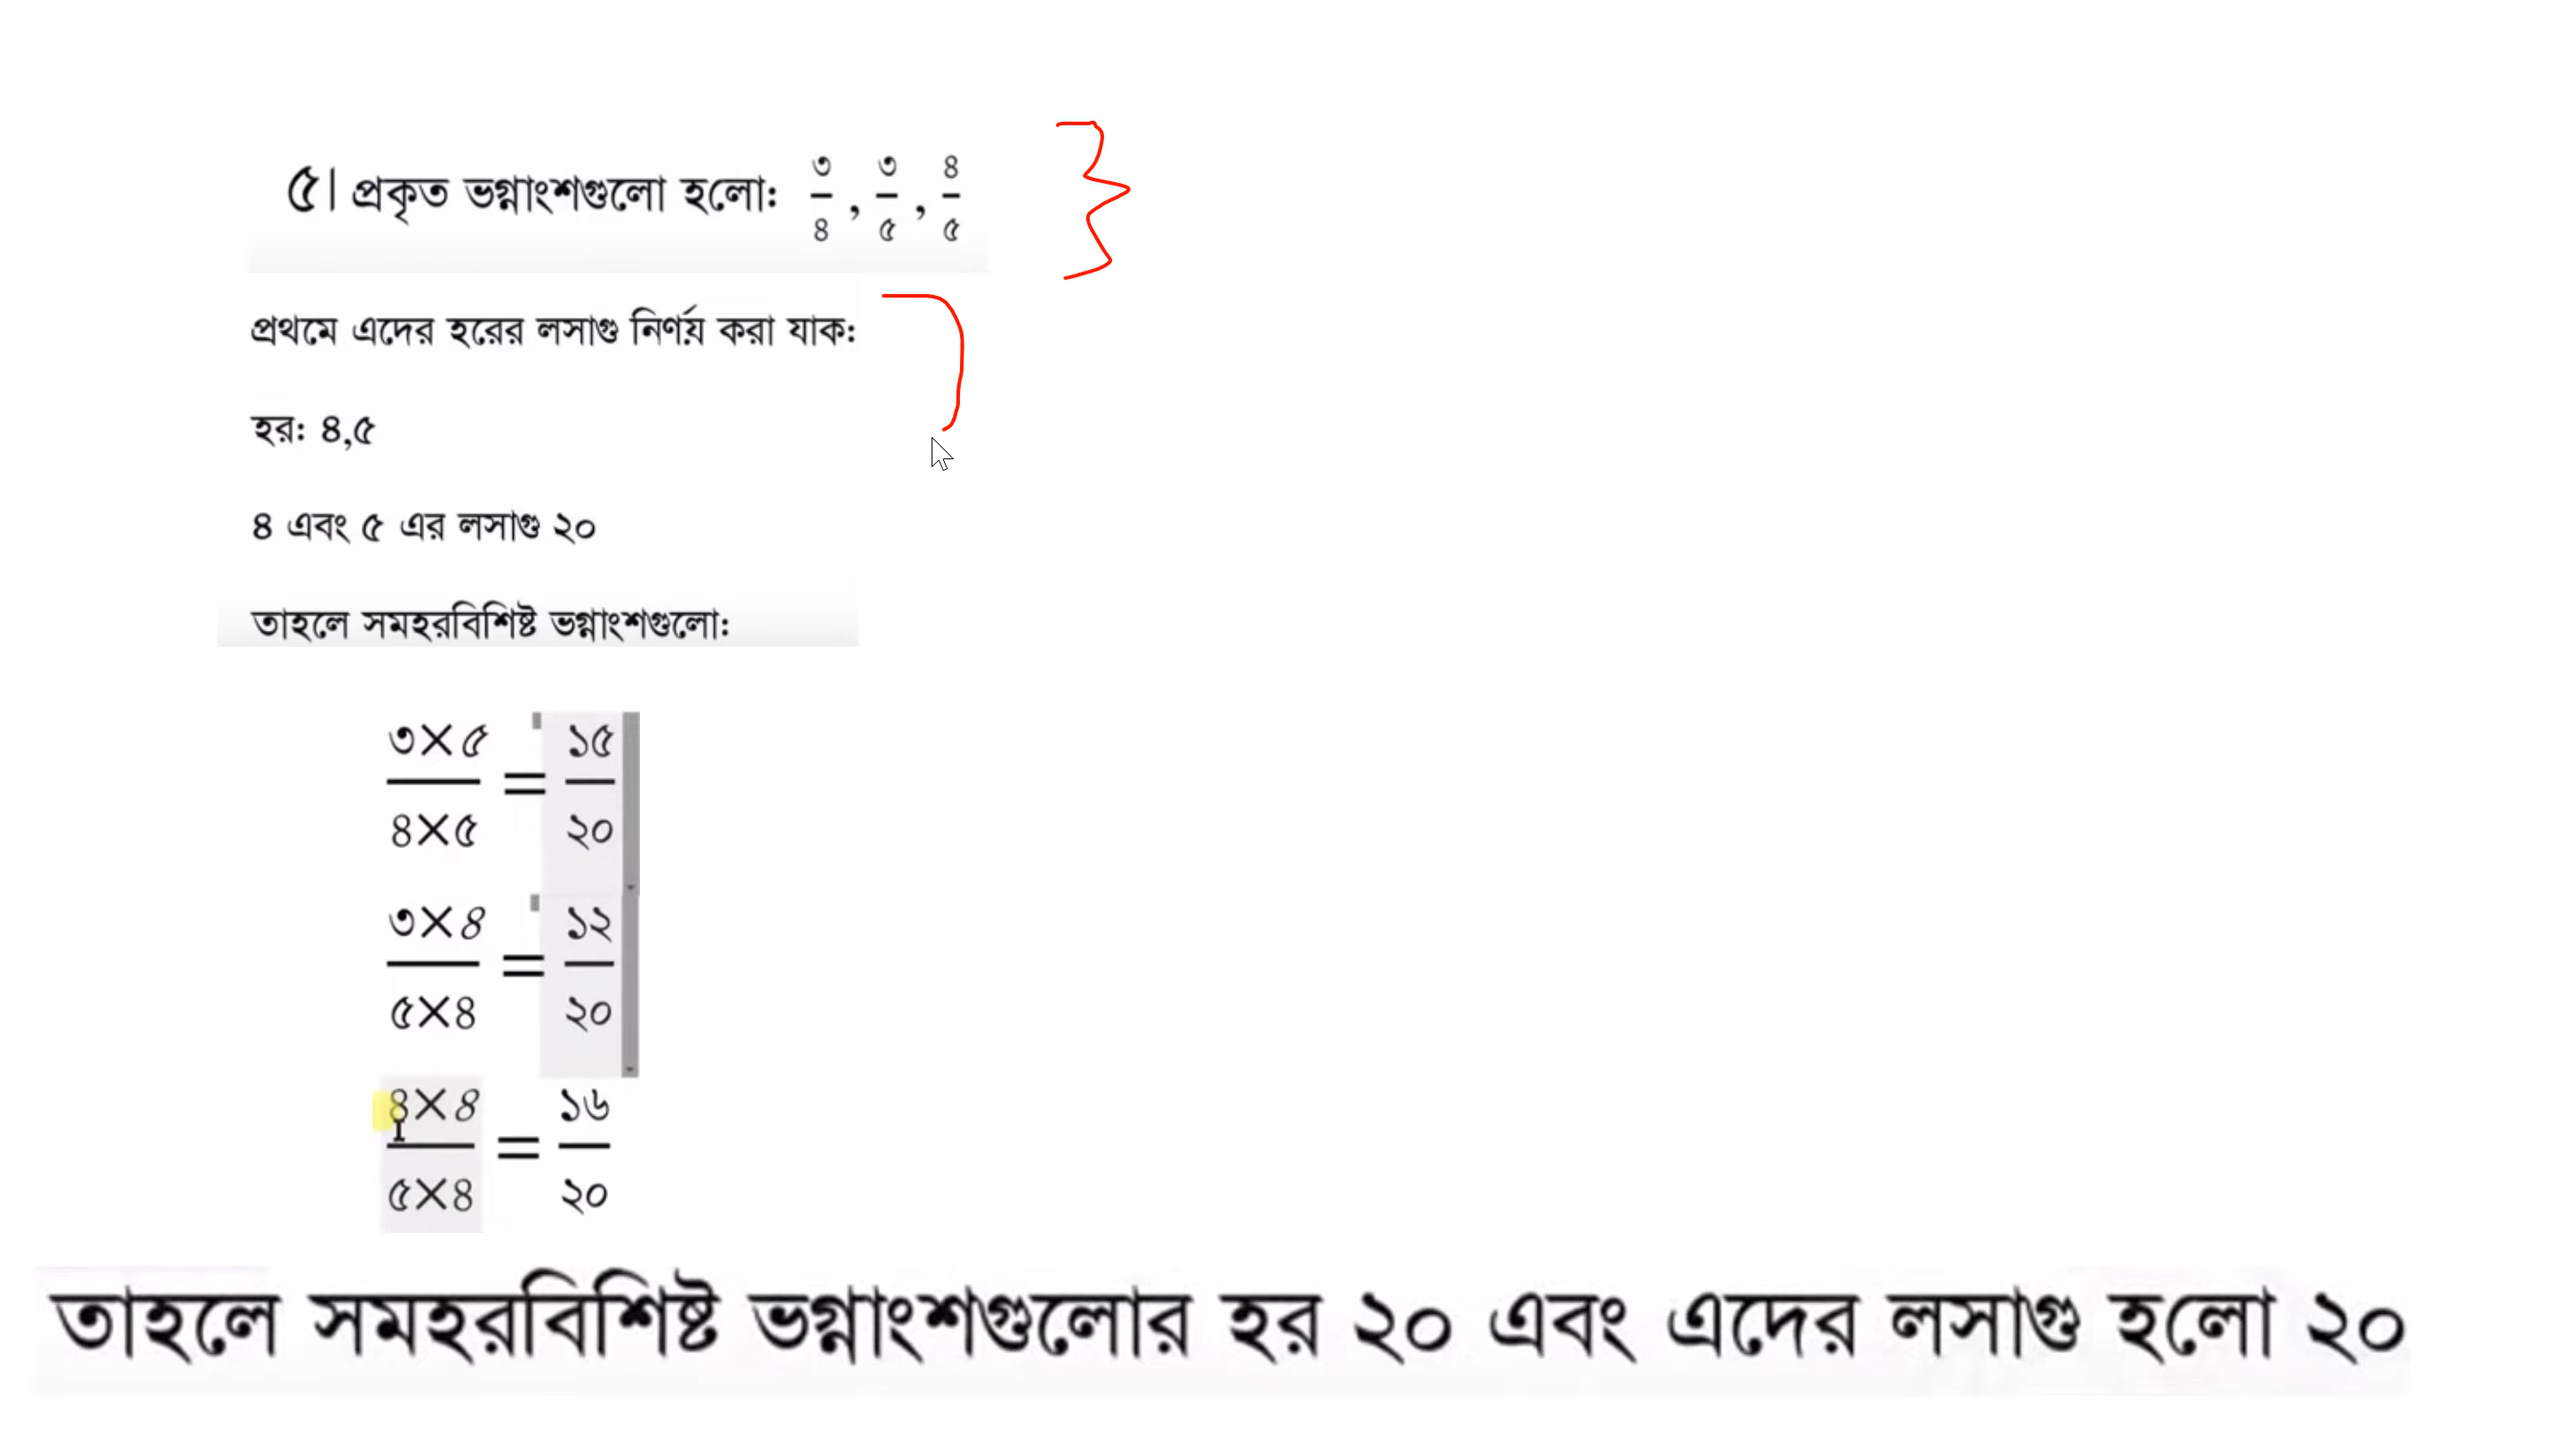 ৫। প্রকৃত ভগ্নাংশগুলো হলো: ৩/৪, ৩/৫, ৪/৫
প্রথমে এদের হরের লসাগু নির্ণয় করা যাক:
হর: ৪,৫
৪ এবং ৫ এর লসাগু ২০
তাহলে সমহরবিশিষ্ট ভগ্নাংশগুলো:
৩×৫/৪×৫ = ১৫/২০
৩×৪/৫×৪ = ১২/২০
৪×৪/৫×৪ = ১৬/২০
তাহলে সমহরবিশিষ্ট ভগ্নাংশগুলোর হর ২০ এবং এদের লসাগু হলো ২০